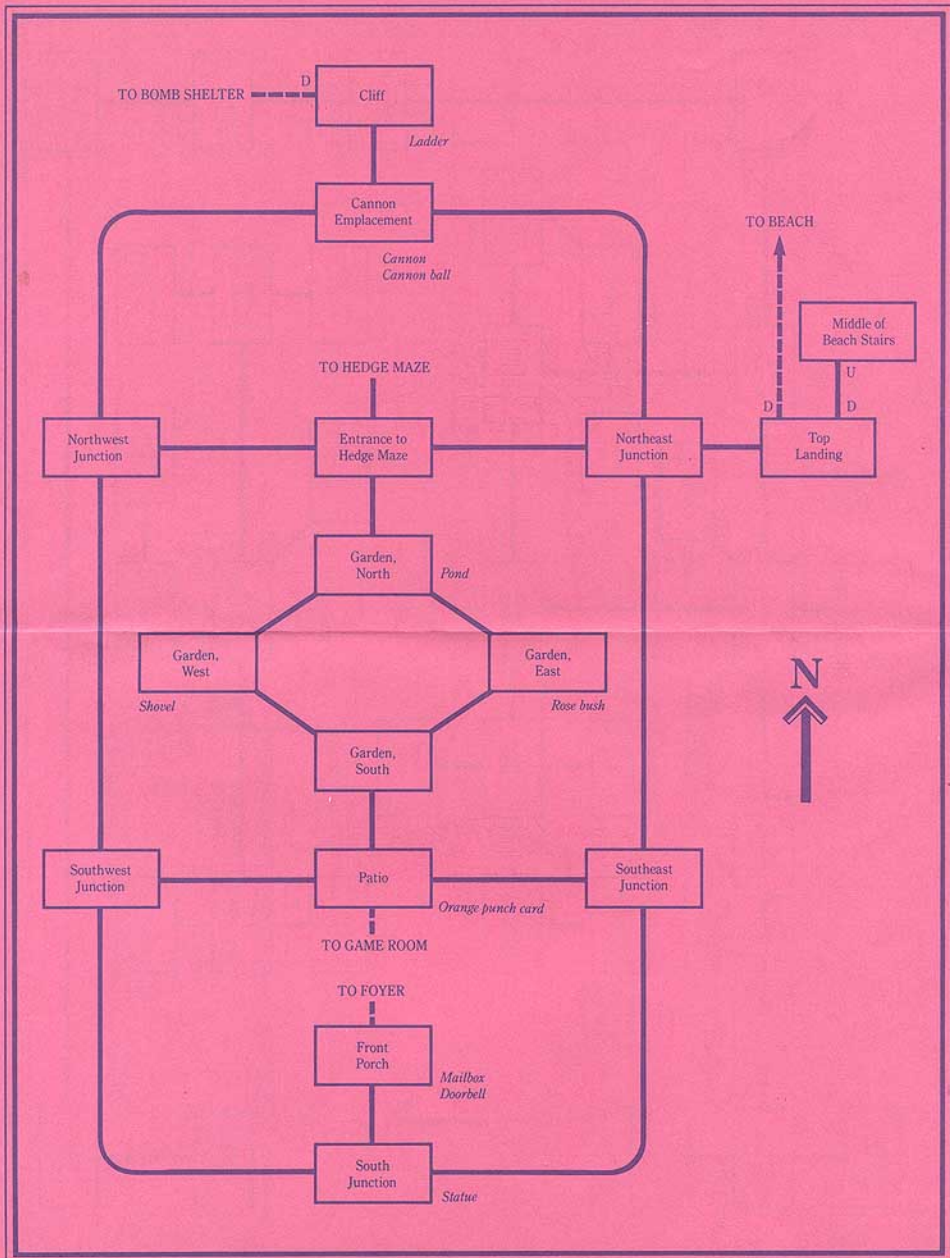 D
TO BOMB SHELTER
Cliff
Ladder
Cannon
Emplacement
Cannon
Cannon ball
TO BEACH
Middle of
Beach Stairs
U
D
D
TO HEDGE MAZE
Northwest
Junction
Entrance to
Hedge Maze
Northeast
Junction
Top
Landing
Garden,
North
Pond
Garden,
West
Shovel
Garden,
East
Rose bush
N
Garden,
South
Southwest
Junction
Patio
Orange punch card
Southeast
Junction
TO GAME ROOM
TO FOYER
Front
Porch
Mailbox
Doorbell
South
Junction
Statue